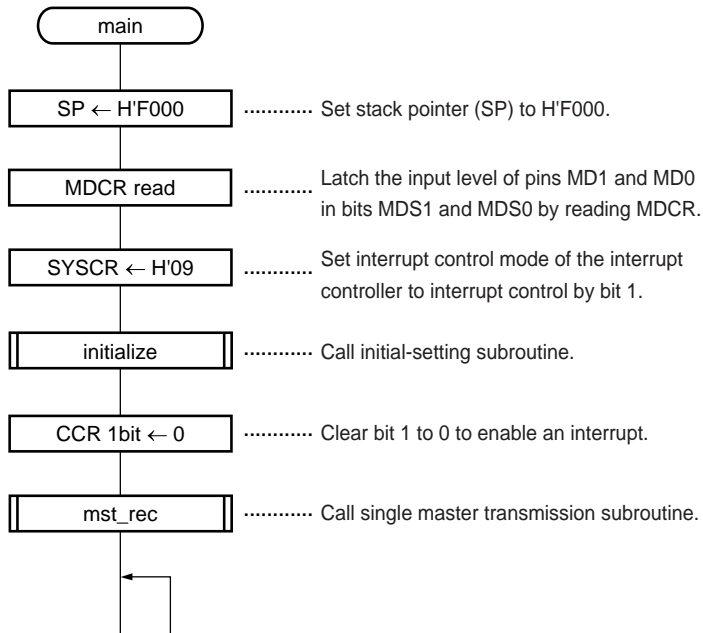 main
SP ← H'F000 ............ Set stack pointer (SP) to H'F000.
MDCR read ............ Latch the input level of pins MD1 and MD0
in bits MDS1 and MDS0 by reading MDCR.
SYSCR ← H'09 ............ Set interrupt control mode of the interrupt
controller to interrupt control by bit 1.
initialize ............ Call initial-setting subroutine.
CCR 1bit ← 0 ............ Clear bit 1 to 0 to enable an interrupt.
mst_rec ............ Call single master transmission subroutine.